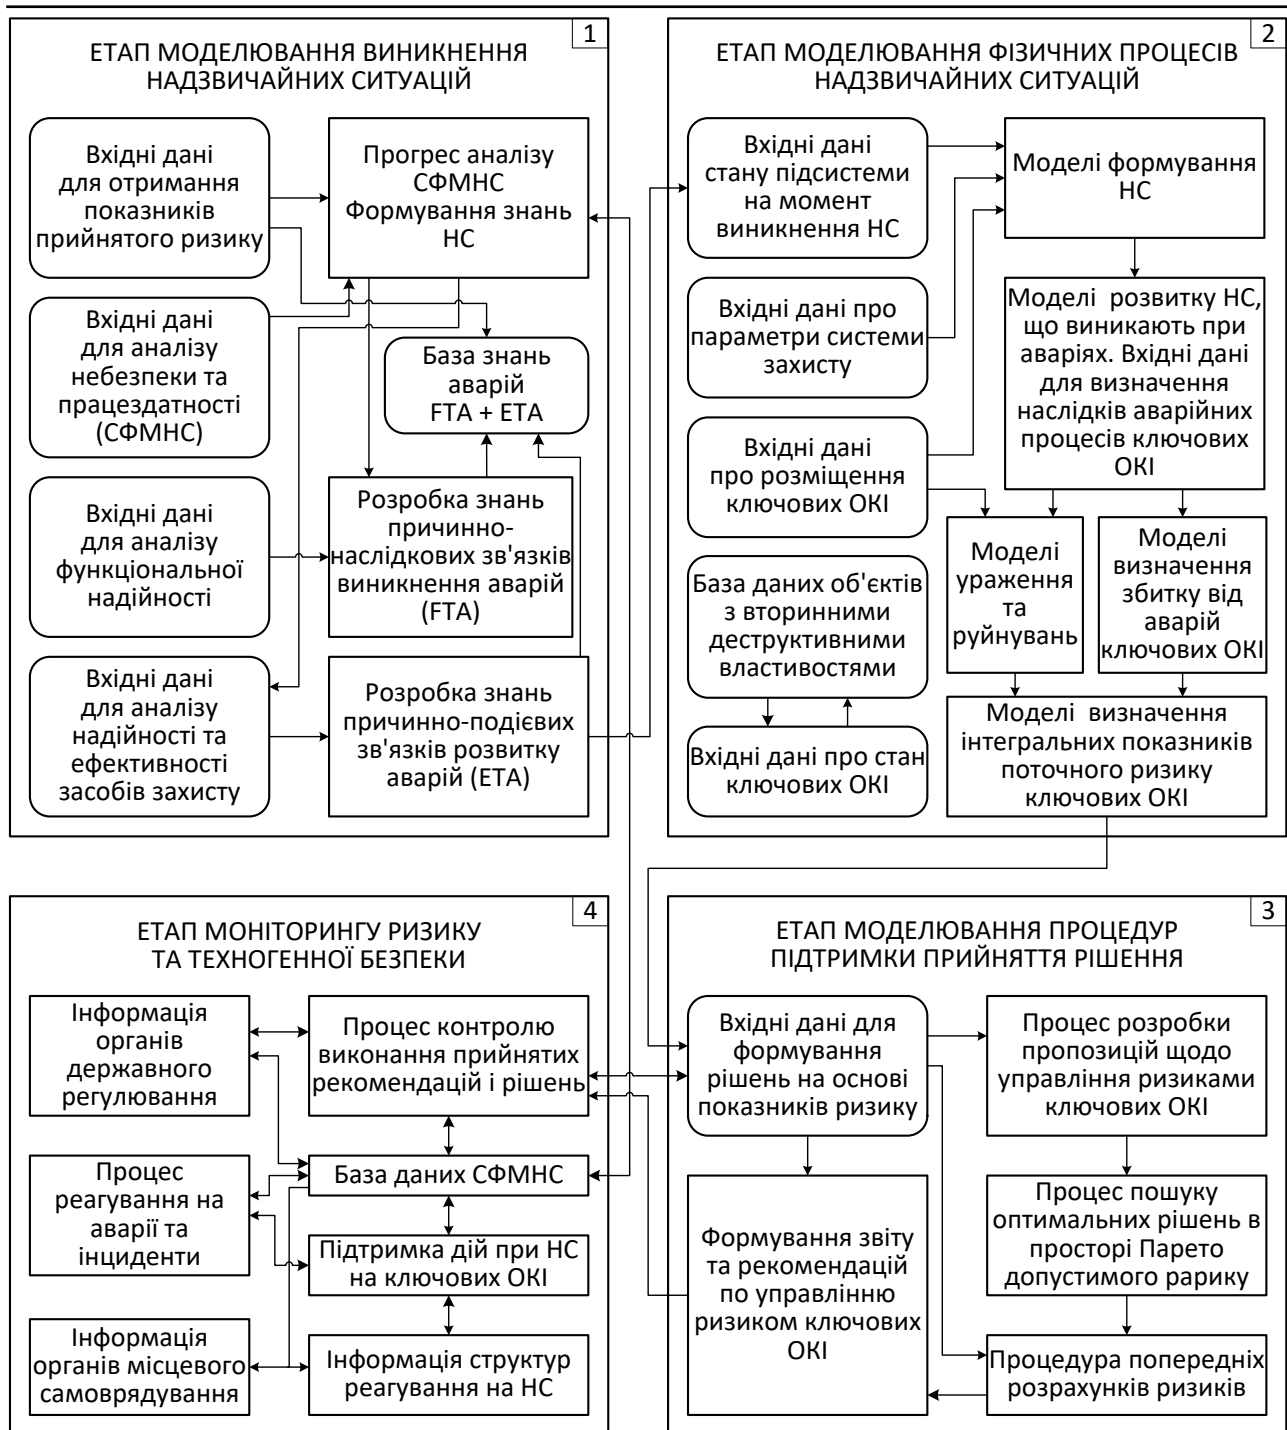 1
ЕТАП МОДЕЛЮВАННЯ ВИНИКНЕННЯ
НАДЗВИЧАЙНИХ СИТУАЦІЙ
Вхідні дані
для отримання
показників
прийнятого ризику
Прогрес аналізу
СФМНС
Формування знань
НС
Вхідні дані
для аналізу
небезпеки та
працездатності
(СФМНС)
База знань
аварій
FTA + ETA
Вхідні дані
для аналізу
функціональної
надійності
Розробка знань
причинно-
наслідкових зв'язків
виникнення аварій
(FTA)
Вхідні дані
для аналізу
надійності та
ефективності
засобів захисту
Розробка знань
причинно-подієвих
зв'язків розвитку
аварій (ETA)
2
ЕТАП МОДЕЛЮВАННЯ ФІЗИЧНИХ ПРОЦЕСІВ
НАДЗВИЧАЙНИХ СИТУАЦІЙ
Вхідні дані
стану підсистеми
на момент
виникнення НС
Моделі формування
НС
Вхідні дані про
параметри системи
захисту
Моделі розвитку НС,
що виникають при
аваріях. Вхідні дані
для визначення
наслідків аварійних
процесів ключових
ОКІ
Вхідні дані
про розміщення
ключових ОКІ
Моделі
ураження
та
руйнувань
Моделі
визначення
збитку від
аварій
ключових ОКІ
База даних об'єктів
з вторинними
деструктивними
властивостями
Вхідні дані про стан
ключових ОКІ
Моделі визначення
інтегральних показників
поточного ризику
ключових ОКІ
4
ЕТАП МОНІТОРИНГУ РИЗИКУ
ТА ТЕХНОГЕННОЇ БЕЗПЕКИ
Інформація
органів
державного
регулювання
Процес контролю
виконання прийнятих
рекомендацій і рішень
База даних СФМНС
Процес
реагування на
аварії та
інциденти
Підтримка дій при НС
на ключових ОКІ
Інформація
органів місцевого
самоврядування
Інформація структур
реагування на НС
3
ЕТАП МОДЕЛЮВАННЯ ПРОЦЕДУР
ПІДТРИМКИ ПРИЙНЯТТЯ РІШЕННЯ
Вхідні дані для
формування
рішень на основі
показників ризику
Процес розробки
пропозицій щодо
управління ризиками
ключових ОКІ
Формування звіту
та рекомендацій
по управлінню
ризиком ключових
ОКІ
Процес пошуку
оптимальних рішень в
просторі Парето
допустимого рарику
Процедура попередніх
розрахунків ризиків